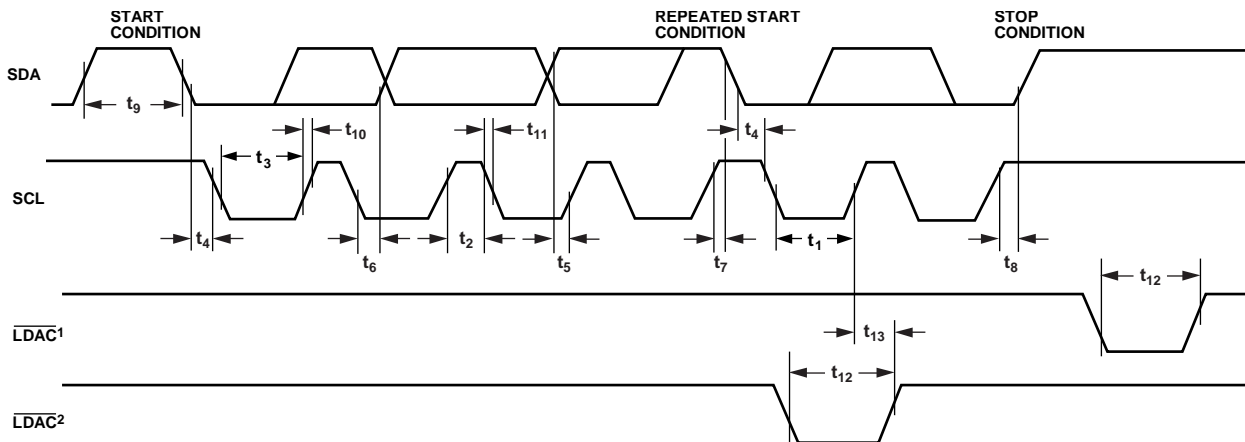 START
CONDITION
REPEATED START
CONDITION
STOP
CONDITION
SDA
t9
t10
t11
t4
t3
SCL
t4
t6
t2
t5
t7
t1
t8
t12
LDAC1
t13
t12
LDAC2